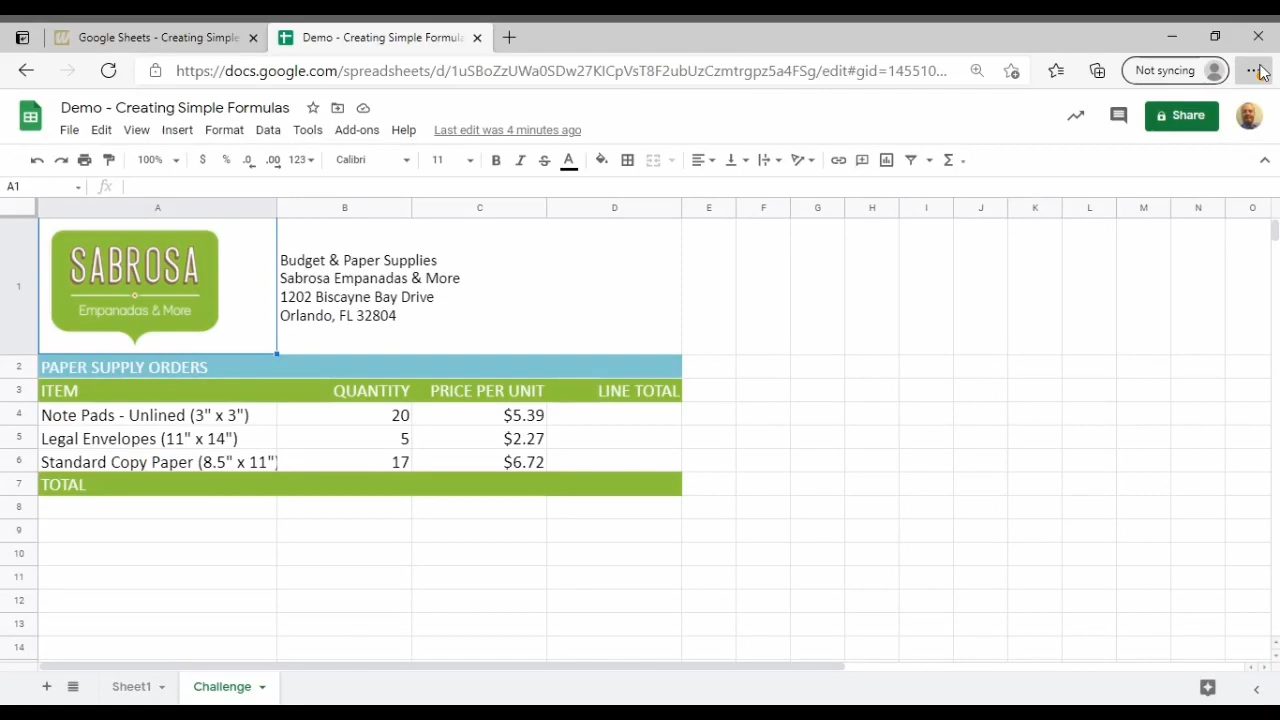 Google Sheets - Creating Simple
Demo - Creating Simple Formula
https://docs.google.com/spreadsheets/d/1uSBoZzUWa0SDw27KICpVsT8F2ubUzCzmtrgpz5a4FSg/edit#gid=145510...
Not syncing
Demo - Creating Simple Formulas
File Edit View Insert Format Data Tools Add-ons Help Last edit was 4 minutes ago
Share
100% $ % .0 .00 123 Calibri 11 B I S A Σ
A1 fx
A B C D E F G H I J K L M N O
1
SABROSA
Empanadas & More
Budget & Paper Supplies
Sabrosa Empanadas & More
1202 Biscayne Bay Drive
Orlando, FL 32804
2 PAPER SUPPLY ORDERS
3 ITEM QUANTITY PRICE PER UNIT LINE TOTAL
4 Note Pads - Unlined (3" x 3") 20 $5.39
5 Legal Envelopes (11" x 14") 5 $2.27
6 Standard Copy Paper (8.5" x 11") 17 $6.72
7 TOTAL
8
9
10
11
12
13
14
Sheet1 Challenge